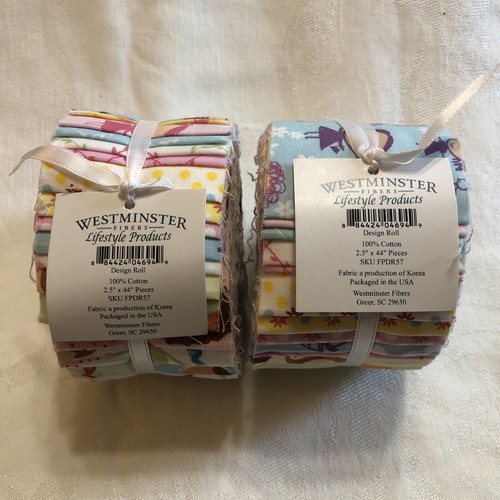 WESTMINSTER
FIBERS
Lifestyle Products
8 84424 04694 9
Design Roll
100% Cotton
2.5" x 44" Pieces
SKU FPDR57
Fabric a production of Korea
Packaged in the USA
Westminster Fibers
Greer, SC 29650
WESTMINSTER
FIBERS
Lifestyle Products
8 84424 04694 9
Design Roll
100% Cotton
2.5" x 44" Pieces
SKU FPDR57
Fabric a production of Korea
Packaged in the USA
Westminster Fibers
Greer, SC 29650